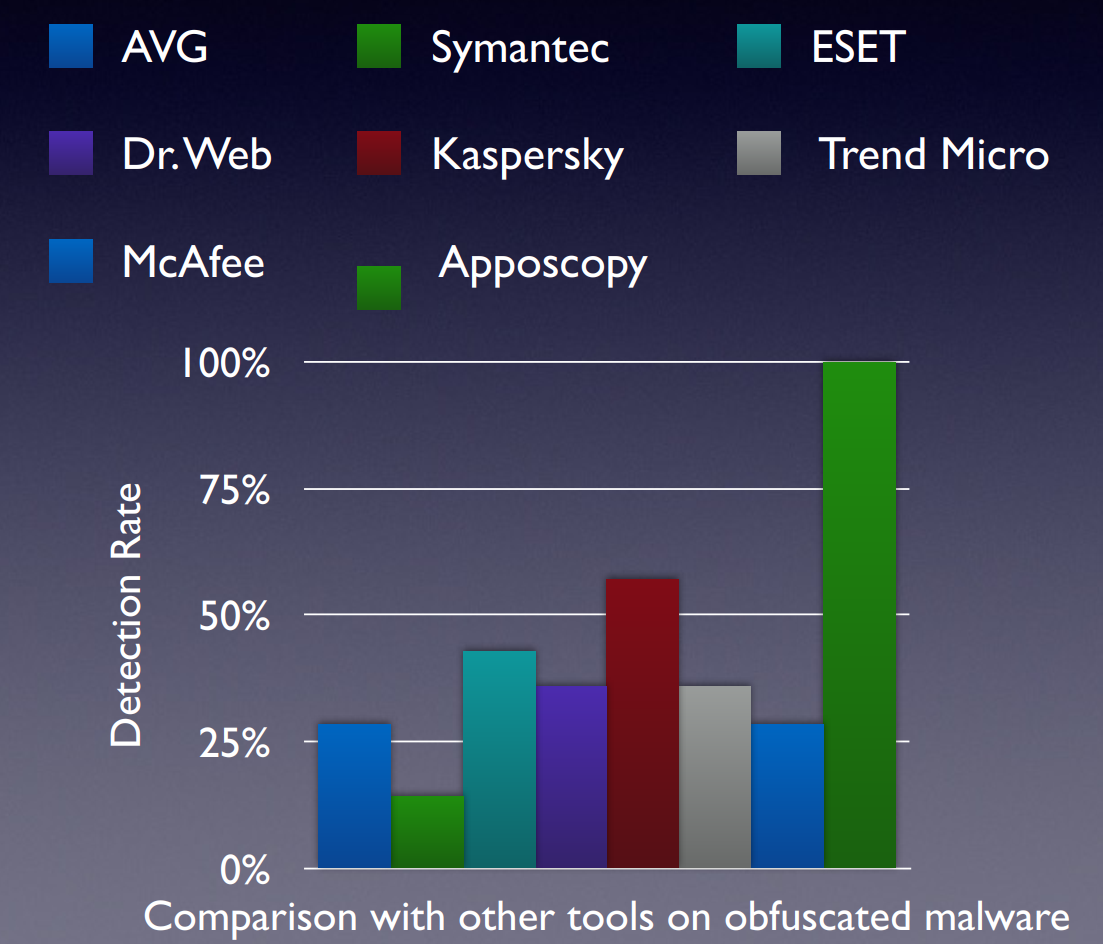 AVG Symantec ESET
Dr.Web Kaspersky Trend Micro
McAfee Apposcopy
100%
75%
50%
25%
0%
Detection Rate
Comparison with other tools on obfuscated malware